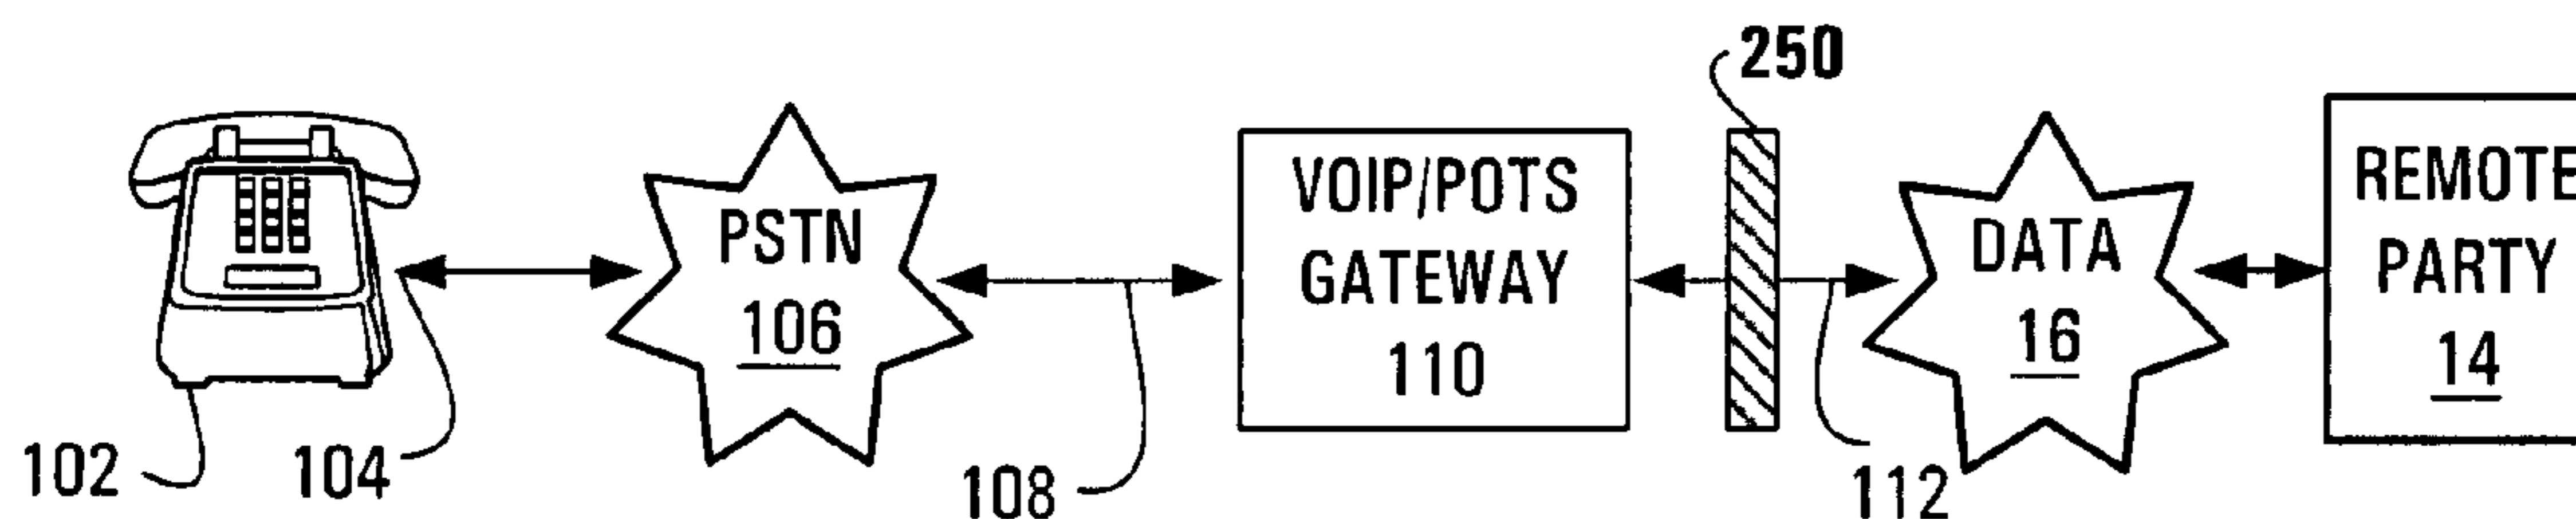 250
PSTN
106
VOIP/POTS
GATEWAY
110
DATA
16
REMOTE
PARTY
14
102
104
108
112